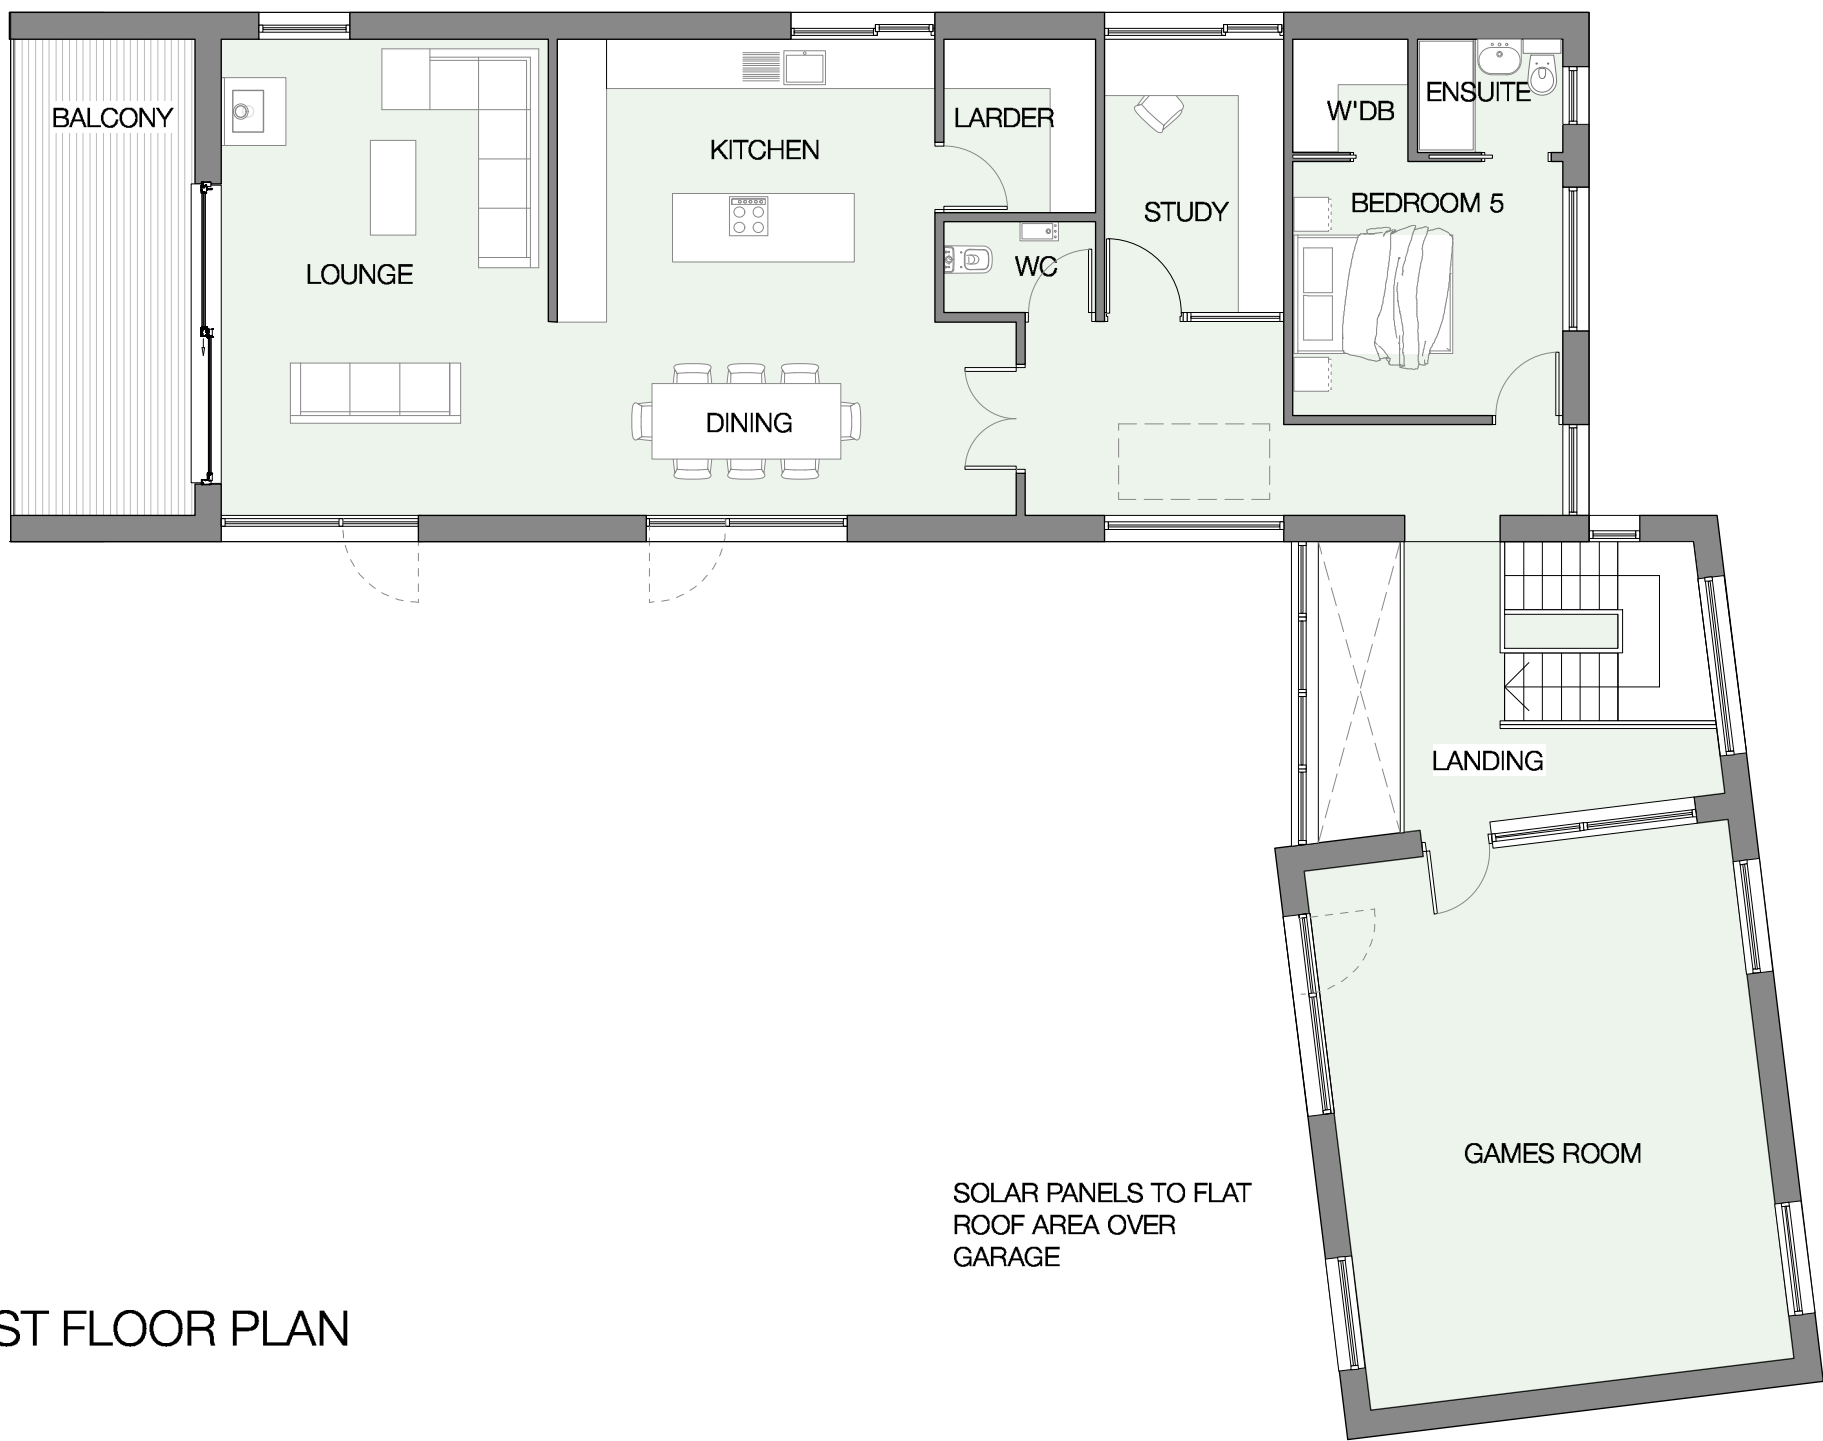 BALCONY
LOUNGE
KITCHEN
DINING
LARDER
WC
STUDY
W'DB
ENSUITE
BEDROOM 5
LANDING
GAMES ROOM
SOLAR PANELS TO FLAT
ROOF AREA OVER
GARAGE
ST FLOOR PLAN